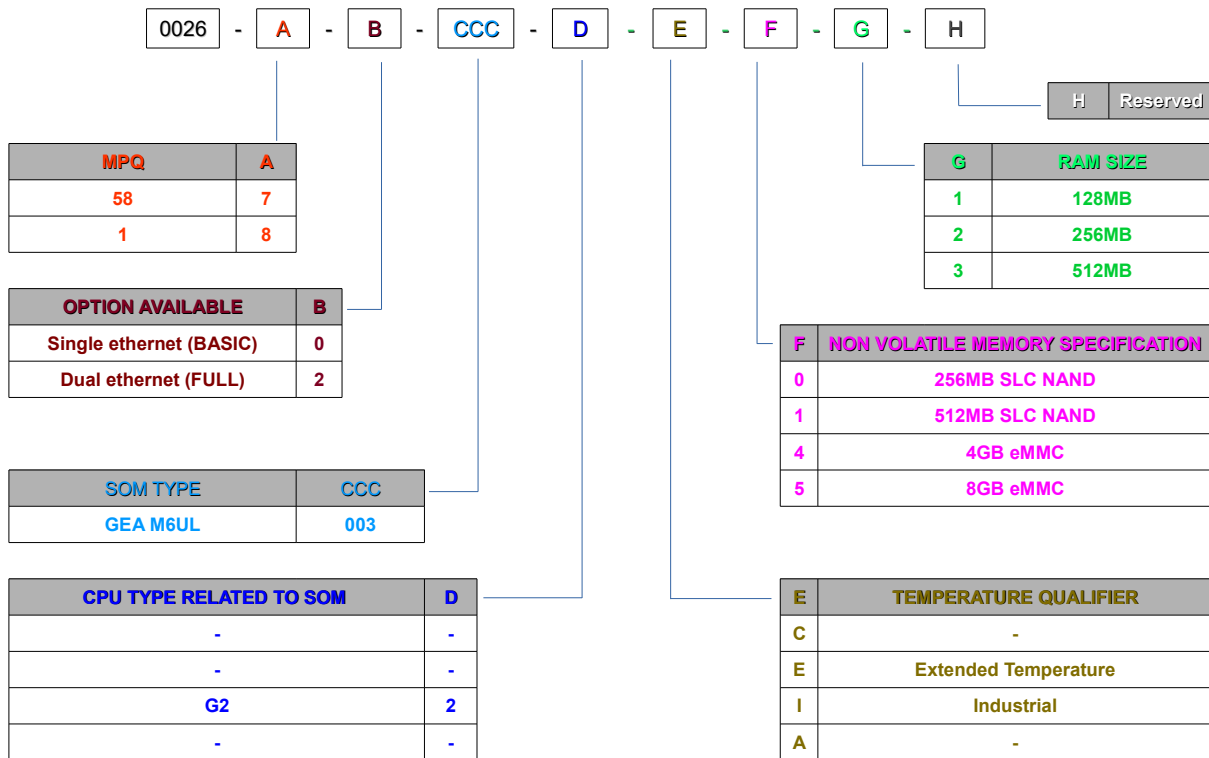 0026 - A - B - CCC - D - E - F - G - H
H Reserved
MPQ A
58 7
1 8
G RAM SIZE
1 128MB
2 256MB
3 512MB
OPTION AVAILABLE B
Single ethernet (BASIC) 0
Dual ethernet (FULL) 2
F NON VOLATILE MEMORY SPECIFICATION
0 256MB SLC NAND
1 512MB SLC NAND
4 4GB eMMC
5 8GB eMMC
SOM TYPE CCC
GEA M6UL 003
CPU TYPE RELATED TO SOM D
- -
- -
G2 2
- -
E TEMPERATURE QUALIFIER
C -
E Extended Temperature
I Industrial
A -